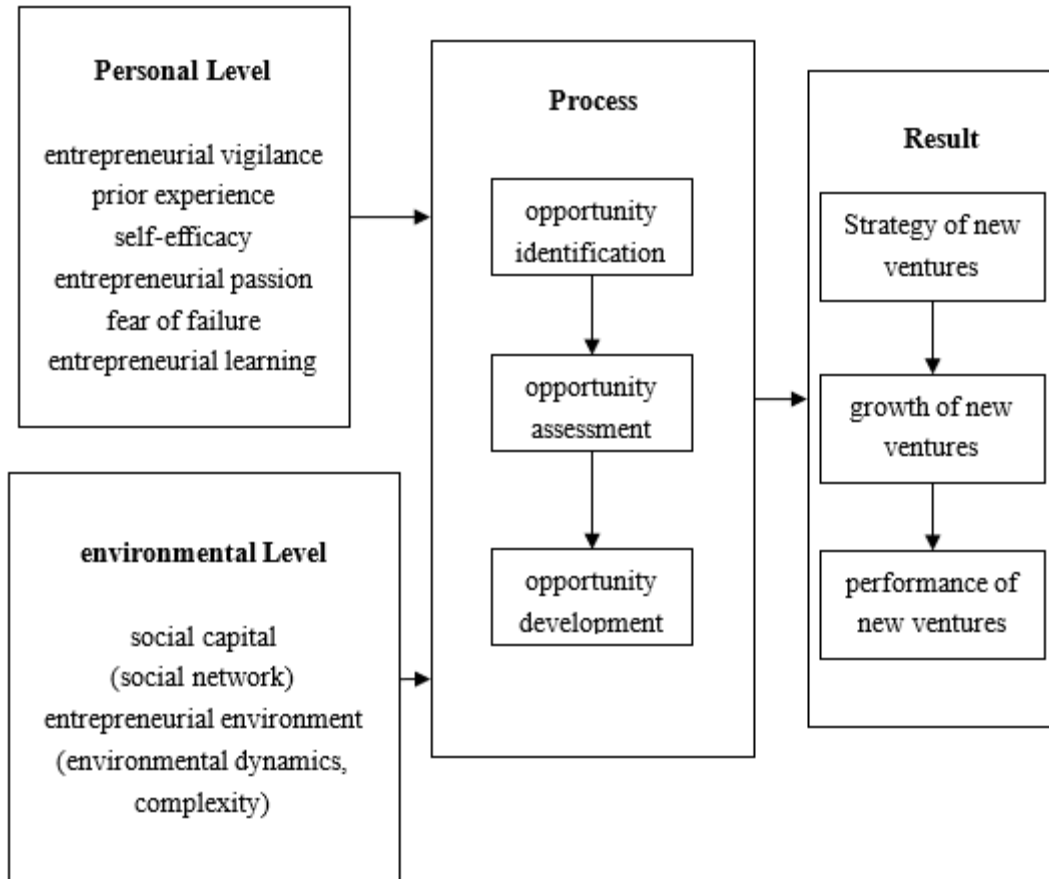 Personal Level
entrepreneurial vigilance
prior experience
self-efficacy
entrepreneurial passion
fear of failure
entrepreneurial learning
environmental Level
social capital
(social network)
entrepreneurial environment
(environmental dynamics,
complexity)
Process
opportunity
identification
opportunity
assessment
opportunity
development
Result
Strategy of new
ventures
growth of new
ventures
performance of
new ventures